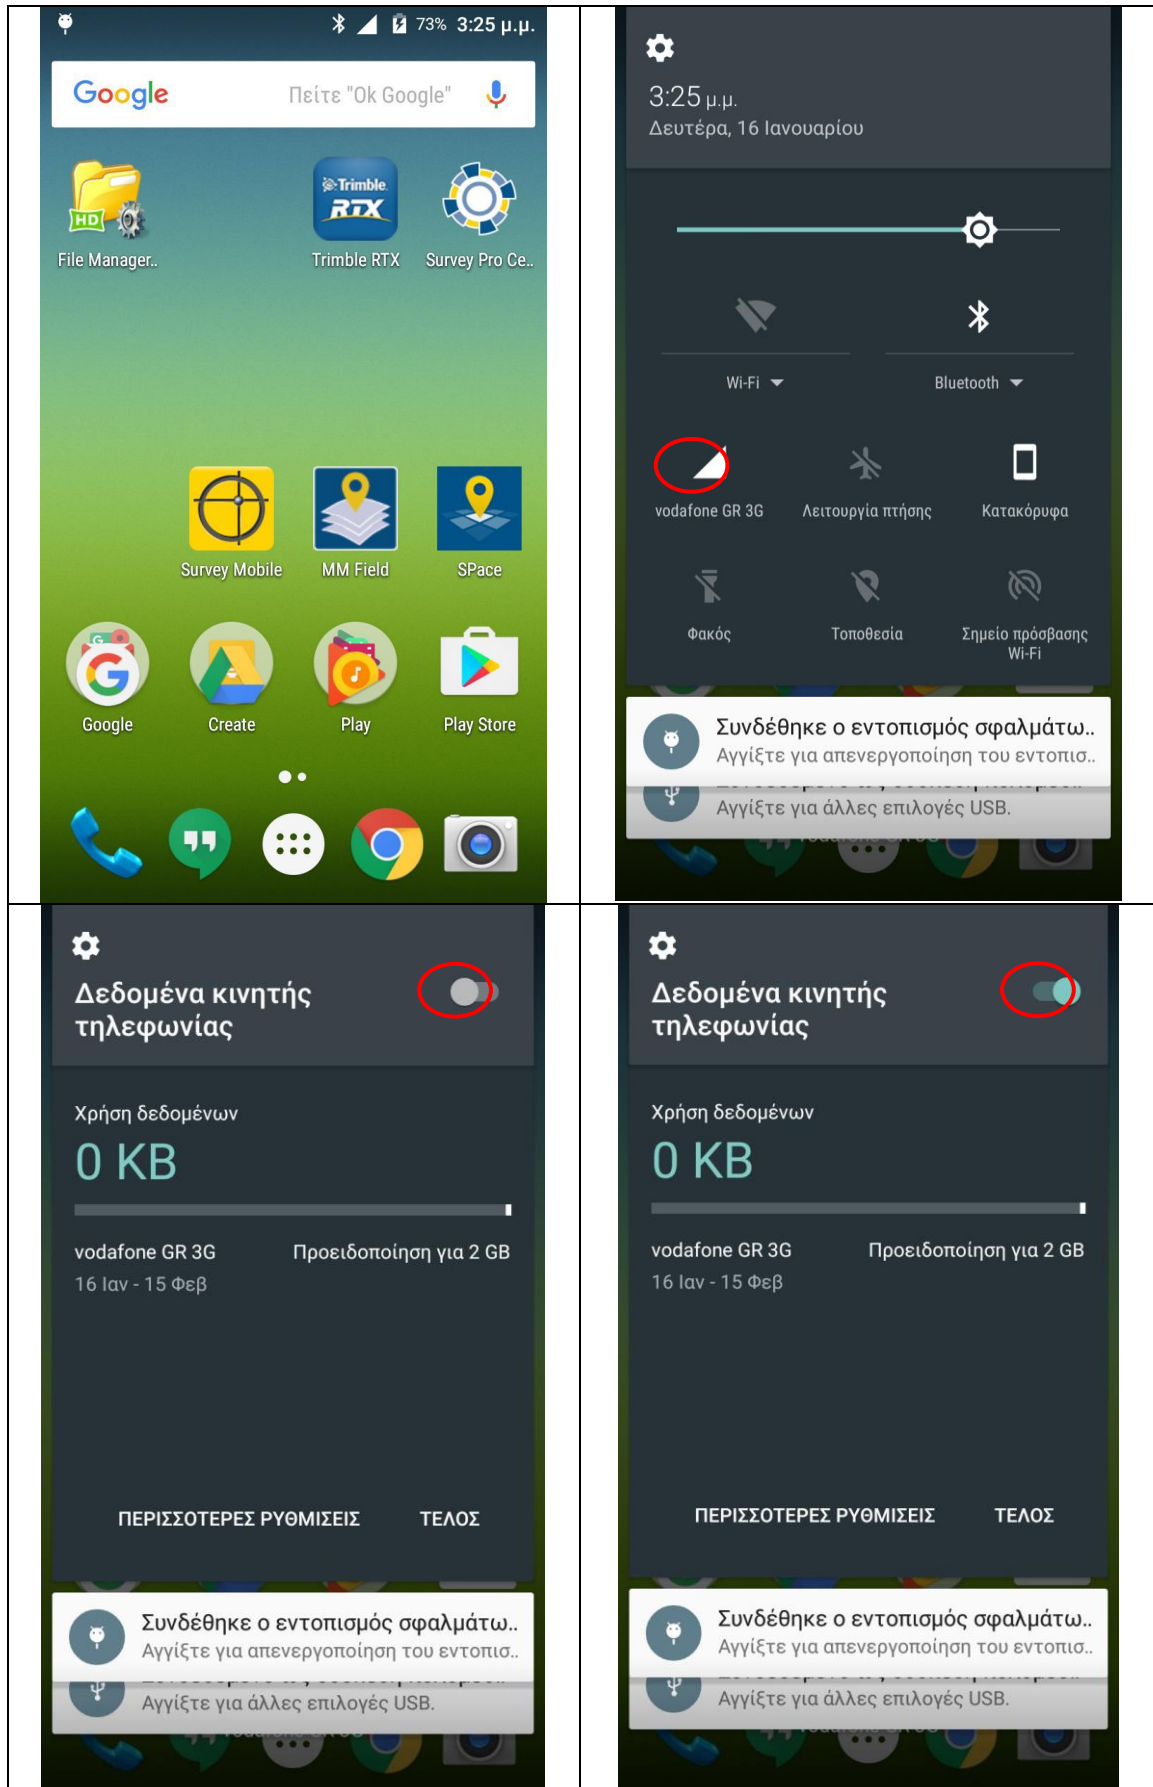 73% 3:25 μ.μ.
Google Πείτε "Ok Google"
Trimble.
RTX
HD
File Manager.. Trimble RTX Survey Pro Ce..
Survey Mobile MM Field SPace
Google Create Play Play Store
3:25 μ.μ.
Δευτέρα, 16 Ιανουαρίου
Wi-Fi Bluetooth
vodafone GR 3G Λειτουργία πτήσης Κατακόρυφα
Φακός Τοποθεσία Σημείο πρόσβασης
Wi-Fi
Συνδέθηκε ο εντοπισμός σφαλμάτω..
Αγγίξτε για απενεργοποίηση του εντοπισ..
Αγγίξτε για άλλες επιλογές USB.
Δεδομένα κινητής
τηλεφωνίας
Χρήση δεδομένων
0 KB
vodafone GR 3G Προειδοποίηση για 2 GB
16 Ιαν - 15 Φεβ
ΠΕΡΙΣΣΟΤΕΡΕΣ ΡΥΘΜΙΣΕΙΣ ΤΕΛΟΣ
Συνδέθηκε ο εντοπισμός σφαλμάτω..
Αγγίξτε για απενεργοποίηση του εντοπισ..
Αγγίξτε για άλλες επιλογές USB.
Δεδομένα κινητής
τηλεφωνίας
Χρήση δεδομένων
0 KB
vodafone GR 3G Προειδοποίηση για 2 GB
16 Ιαν - 15 Φεβ
ΠΕΡΙΣΣΟΤΕΡΕΣ ΡΥΘΜΙΣΕΙΣ ΤΕΛΟΣ
Συνδέθηκε ο εντοπισμός σφαλμάτω..
Αγγίξτε για απενεργοποίηση του εντοπισ..
Αγγίξτε για άλλες επιλογές USB.